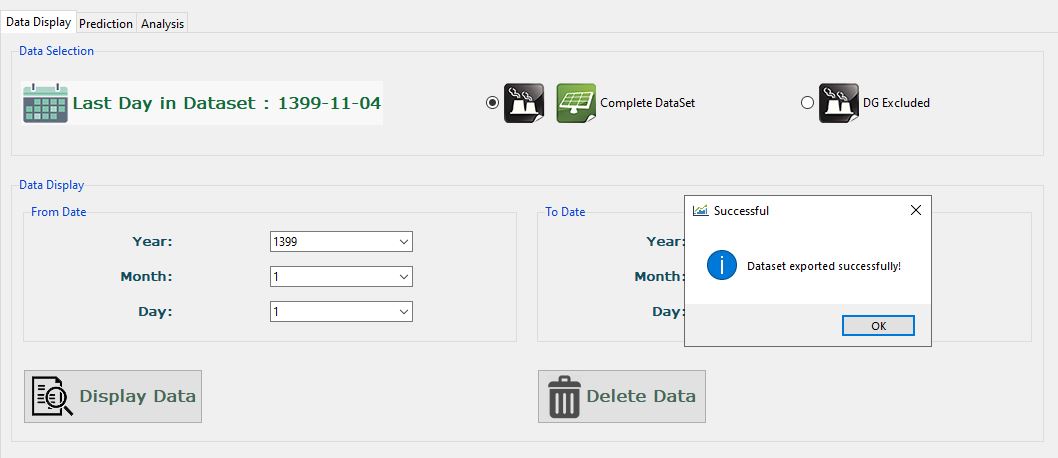 Data Display Prediction Analysis
Data Selection
Last Day in Dataset : 1399-11-04
Complete DataSet
DG Excluded
Data Display
From Date
Year: 1399
Month: 1
Day: 1
To Date
Year:
Month:
Day:
Successful
Dataset exported successfully!
OK
Display Data
Delete Data